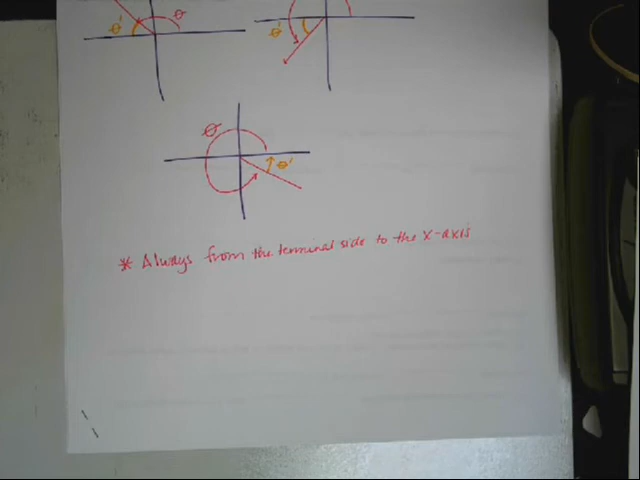 θ' θ
θ'
θ
θ'
* Always from the terminal side to the x-axis